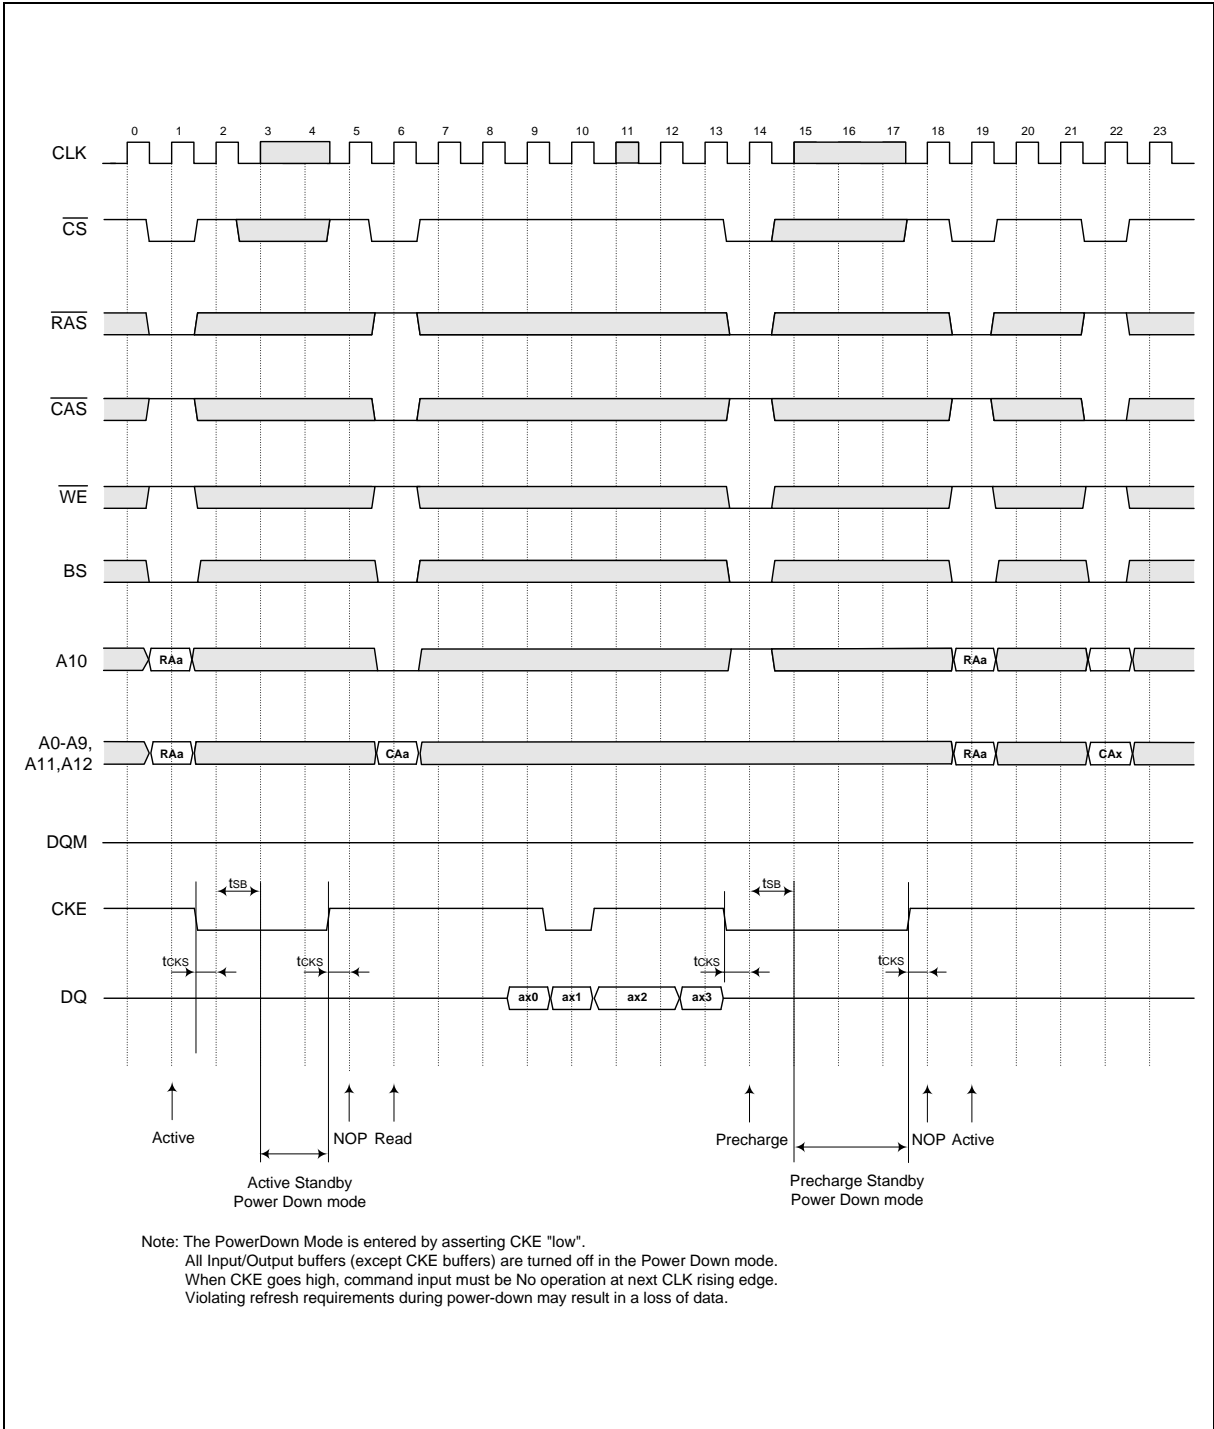 0 1 2 3 4 5 6 7 8 9 10 11 12 13 14 15 16 17 18 19 20 21 22 23
CLK
CS
RAS
CAS
WE
BS
A10 RAa RAa
A0-A9,
A11,A12 RAa CAa RAa CAx
DQM
tSB tSB
CKE
tCKS tCKS tCKS tCKS
DQ ax0 ax1 ax2 ax3
Active NOP Read Precharge NOP Active
Active Standby
Power Down mode
Precharge Standby
Power Down mode
Note: The PowerDown Mode is entered by asserting CKE "low".
All Input/Output buffers (except CKE buffers) are turned off in the Power Down mode.
When CKE goes high, command input must be No operation at next CLK rising edge.
Violating refresh requirements during power-down may result in a loss of data.